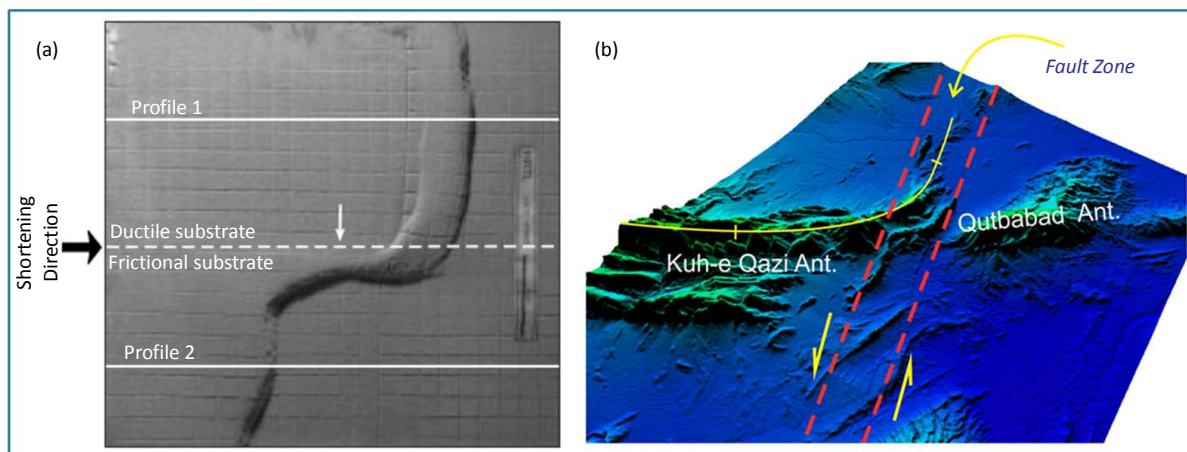 (a)
Profile 1
Shortening
Direction
Ductile substrate
Frictional substrate
Profile 2
(b)
Fault Zone
Kuh-e Qazi Ant.
Qutbabad Ant.